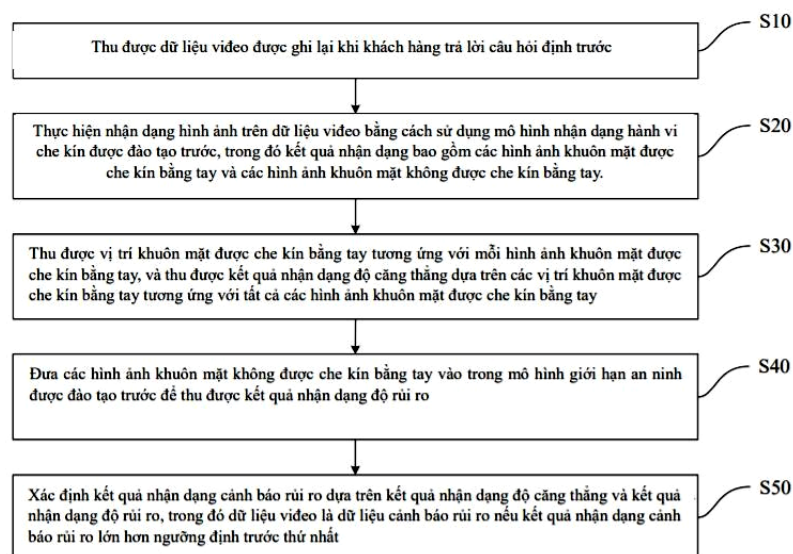 S10
Thu được dữ liệu video được ghi lại khi khách hàng trả lời câu hỏi định trước
S20
Thực hiện nhận dạng hình ảnh trên dữ liệu video bằng cách sử dụng mô hình nhận dạng hành vi
che kín được đào tạo trước, trong đó kết quả nhận dạng bao gồm các hình ảnh khuôn mặt được
che kín bằng tay và các hình ảnh khuôn mặt không được che kín bằng tay.
S30
Thu được vị trí khuôn mặt được che kín bằng tay tương ứng với mỗi hình ảnh khuôn mặt được
che kín bằng tay, và thu được kết quả nhận dạng độ căng thẳng dựa trên các vị trí khuôn mặt được
che kín bằng tay tương ứng với tất cả các hình ảnh khuôn mặt được che kín bằng tay
S40
Đưa các hình ảnh khuôn mặt không được che kín bằng tay vào trong mô hình giới hạn an ninh
được đào tạo trước để thu được kết quả nhận dạng độ rủi ro
S50
Xác định kết quả nhận dạng cảnh báo rủi ro dựa trên kết quả nhận dạng độ căng thẳng và kết quả
nhận dạng độ rủi ro, trong đó dữ liệu video là dữ liệu cảnh báo rủi ro nếu kết quả nhận dạng cảnh
báo rủi ro lớn hơn ngưỡng định trước thứ nhất